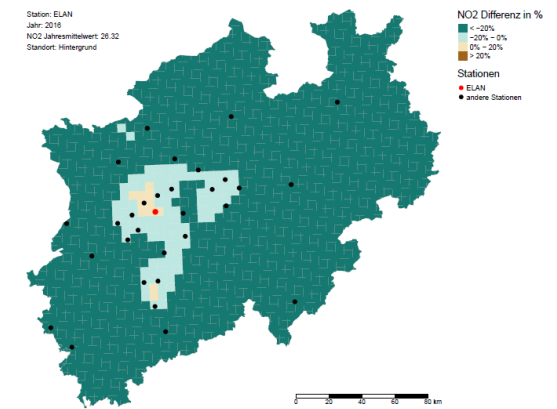 Station: ELAN
Jahr: 2016
NO2 Jahresmittelwert: 26.32
Standort: Hintergrund
NO2 Differenz in %
< −20%
−20% − 0%
0% − 20%
> 20%
Stationen
ELAN
andere Stationen
0 20 40 60 80 km